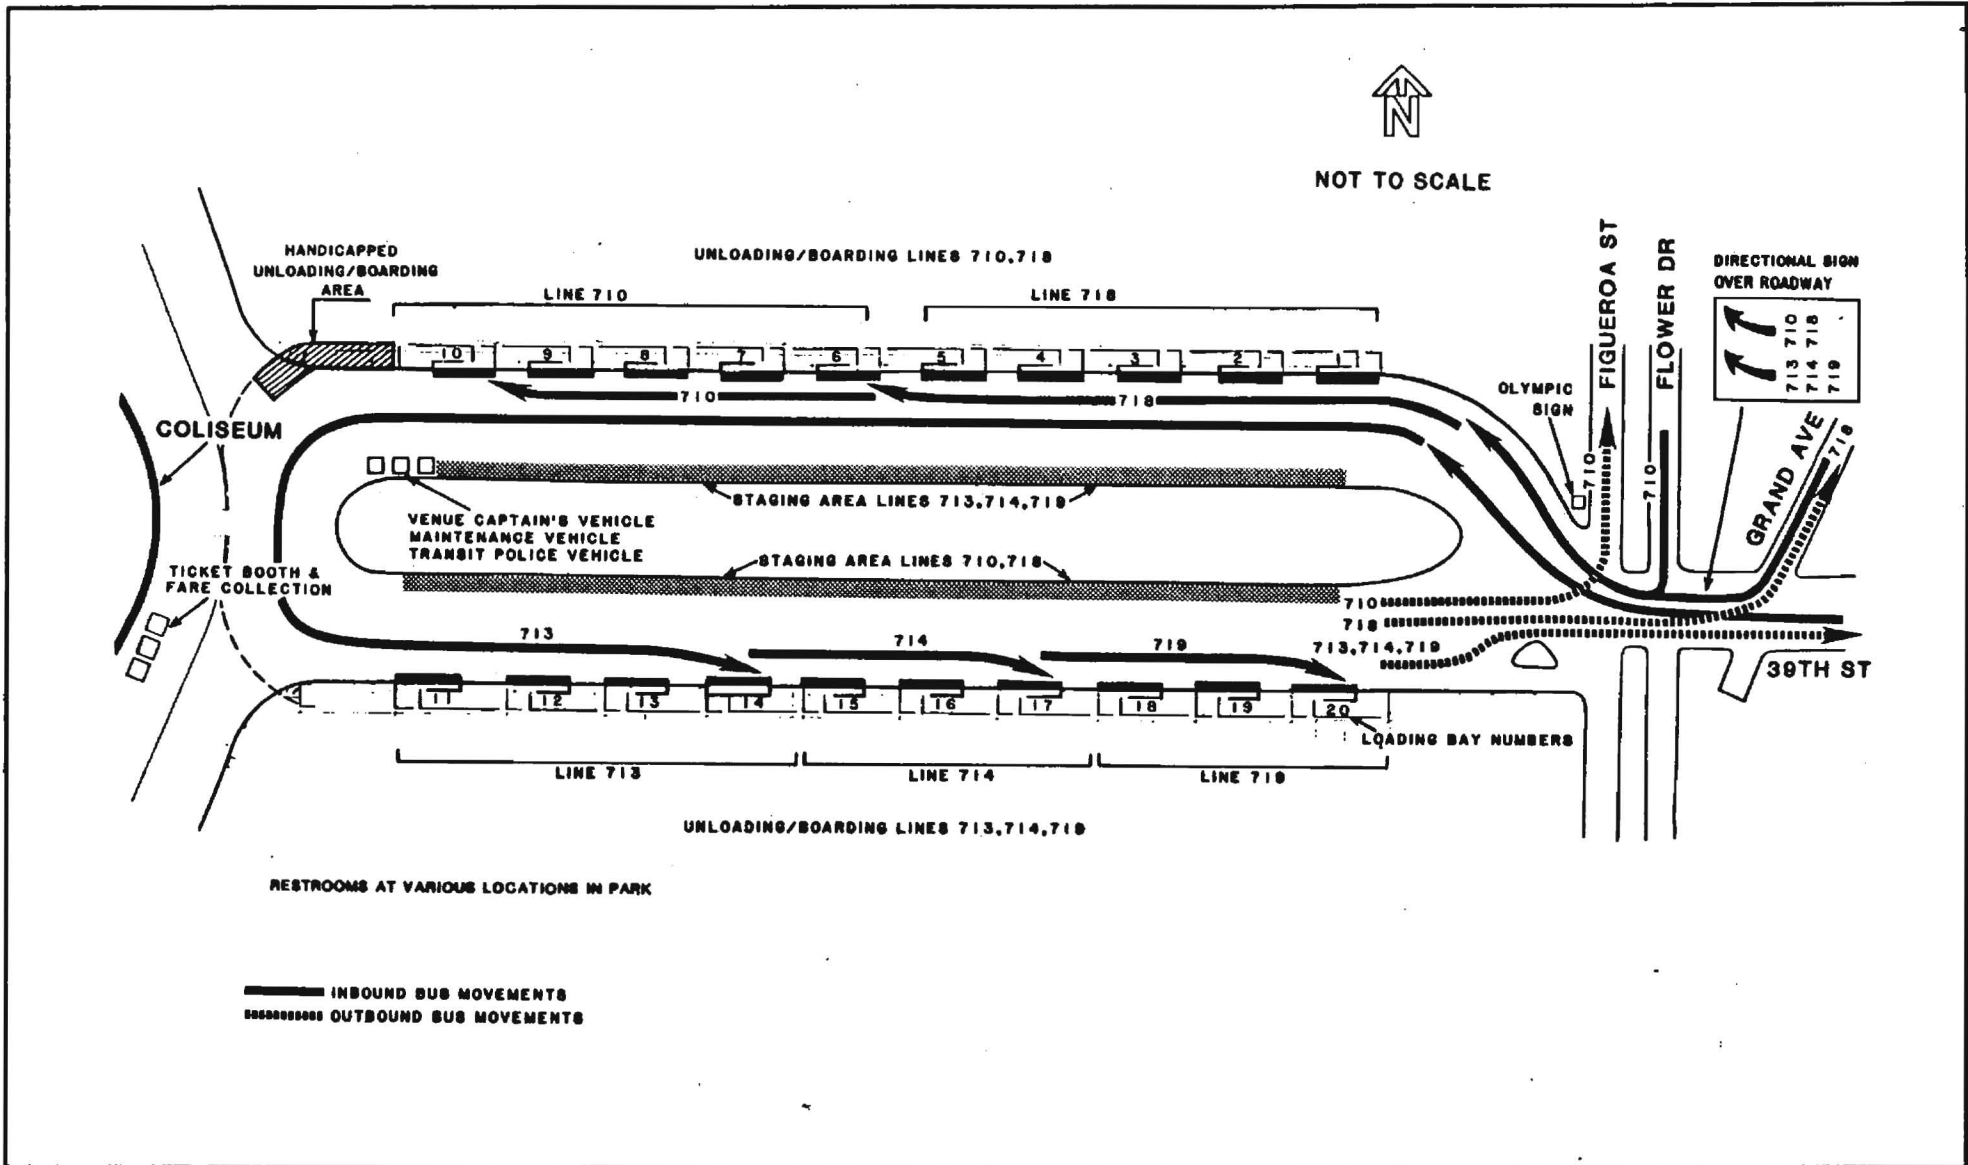 N
NOT TO SCALE
HANDICAPPED
UNLOADING/BOARDING
AREA
UNLOADING/BOARDING LINES 710,718
LINE 710
LINE 718
10
9
8
7
6
5
4
3
2
1
710
718
OLYMPIC
SIGN
FIGUEROA ST
FLOWER DR
DIRECTIONAL SIGN
OVER ROADWAY
710
718
713
714
719
GRAND AVE
718
710
710
COLISEUM
STAGING AREA LINES 713,714,719
VENUE CAPTAIN'S VEHICLE
MAINTENANCE VEHICLE
TRANSIT POLICE VEHICLE
STAGING AREA LINES 710,718
TICKET BOOTH &
FARE COLLECTION
710
718
713,714,719
713
714
719
39TH ST
11
12
13
14
15
16
17
18
19
20
LOADING BAY NUMBERS
LINE 713
LINE 714
LINE 719
UNLOADING/BOARDING LINES 713,714,719
RESTROOMS AT VARIOUS LOCATIONS IN PARK
INBOUND BUS MOVEMENTS
OUTBOUND BUS MOVEMENTS